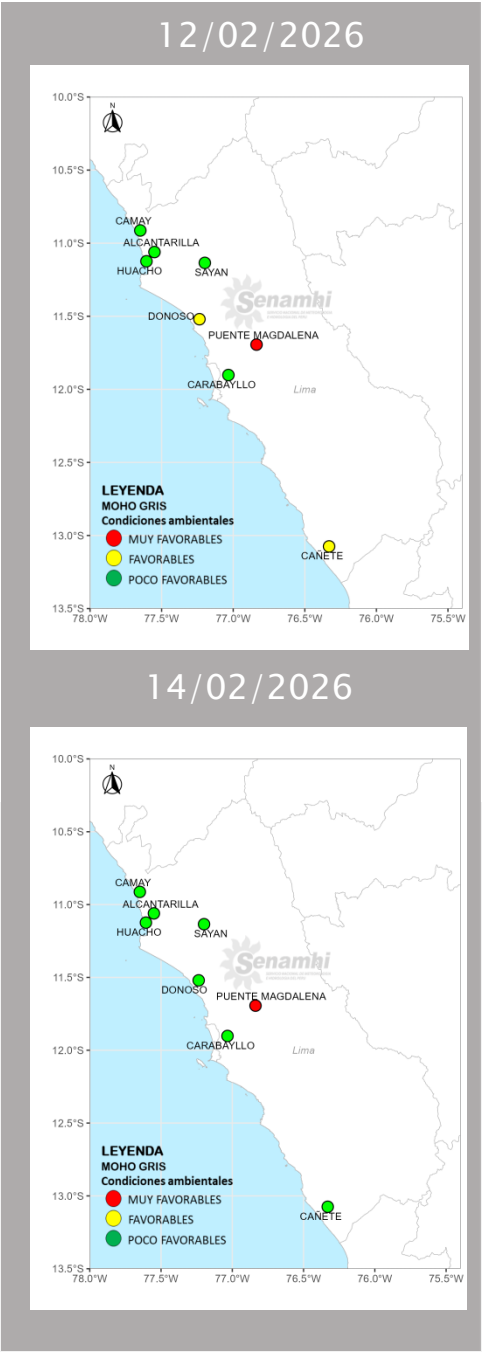 12/02/2026
10.0°S
N
10.5°S
CAMAY
11.0°S
ALCANTARILLA
HUACHO
SAYAN
Senamhi
11.5°S
DONOSO
PUENTE MAGDALENA
12.0°S
CARABAYLLO
Lima
12.5°S
LEYENDA
MOHO GRIS
Condiciones ambientales
13.0°S
MUY FAVORABLES
CAÑETE
FAVORABLES
POCO FAVORABLES
13.5°S
78.0°W 77.5°W 77.0°W 76.5°W 76.0°W 75.5°W
14/02/2026
10.0°S
N
10.5°S
CAMAY
11.0°S
ALCANTARILLA
HUACHO
SAYAN
Senamhi
11.5°S
DONOSO
PUENTE MAGDALENA
12.0°S
CARABAYLLO
Lima
12.5°S
LEYENDA
MOHO GRIS
Condiciones ambientales
13.0°S
MUY FAVORABLES
CAÑETE
FAVORABLES
POCO FAVORABLES
13.5°S
78.0°W 77.5°W 77.0°W 76.5°W 76.0°W 75.5°W